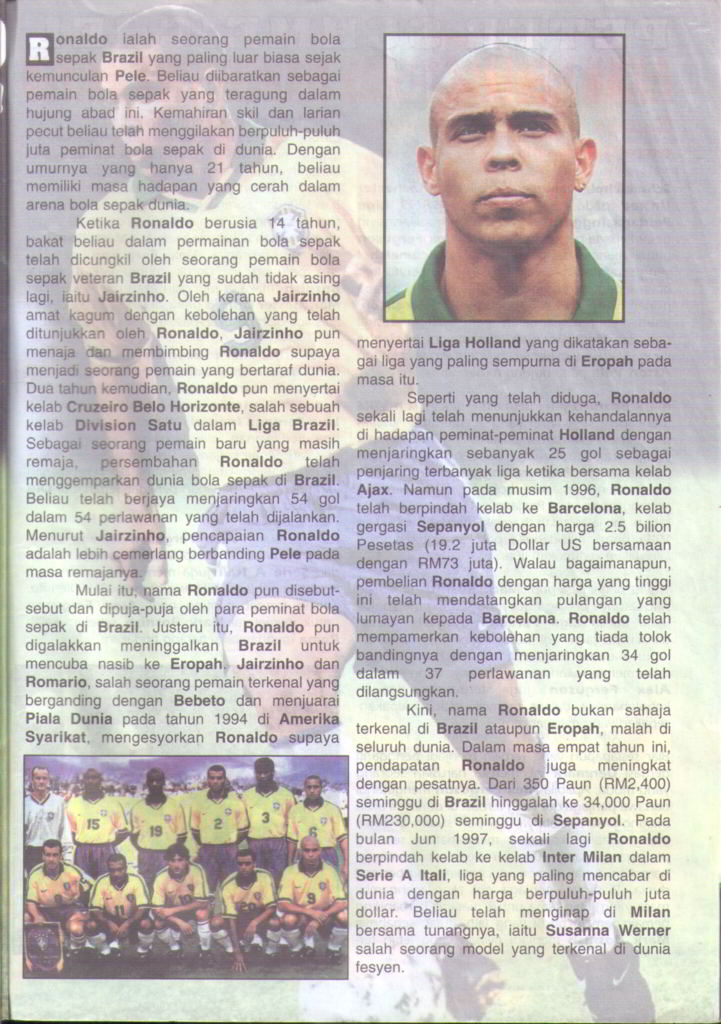 Ronaldo ialah seorang pemain bola
sepak Brazil yang paling luar biasa sejak
kemunculan Pele. Beliau diibaratkan sebagai
pemain bola sepak yang teragung dalam
hujung abad ini. Kemahiran skil dan larian
pecut beliau telah menggilakan berpuluh-puluh
juta peminat bola sepak di dunia. Dengan
umurnya yang hanya 21 tahun, beliau
memiliki masa hadapan yang cerah dalam
arena bola sepak dunia.
Ketika Ronaldo berusia 14 tahun,
bakat beliau dalam permainan bola sepak
telah dicungkil oleh seorang pemain bola
sepak veteran Brazil yang sudah tidak asing
lagi, iaitu Jairzinho. Oleh kerana Jairzinho
amat kagum dengan kebolehan yang telah
ditunjukkan oleh Ronaldo, Jairzinho pun
menaja dan membimbing Ronaldo supaya
menjadi seorang pemain yang bertaraf dunia.
Dua tahun kemudian, Ronaldo pun menyertai
kelab Cruzeiro Belo Horizonte, salah sebuah
kelab Division Satu dalam Liga Brazil.
Sebagai seorang pemain baru yang masih
remaja, persembahan Ronaldo telah
menggemparkan dunia bola sepak di Brazil.
Beliau telah berjaya menjaringkan 54 gol
dalam 54 perlawanan yang telah dijalankan.
Menurut Jairzinho, pencapaian Ronaldo
adalah lebih cemerlang berbanding Pele pada
masa remajanya.
Mulai itu, nama Ronaldo pun disebut-
sebut dan dipuja-puja oleh para peminat bola
sepak di Brazil. Justeru itu, Ronaldo pun
digalakkan meninggalkan Brazil untuk
mencuba nasib ke Eropah. Jairzinho dan
Romario, salah seorang pemain terkenal yang
berganding dengan Bebeto dan menjuarai
Piala Dunia pada tahun 1994 di Amerika
Syarikat, mengesyorkan Ronaldo supaya
15
19
2
3
6
11
10
20
9
menyertai Liga Holland yang dikatakan seba-
gai liga yang paling sempurna di Eropah pada
masa itu.
Seperti yang telah diduga, Ronaldo
sekali lagi telah menunjukkan kehandalannya
di hadapan peminat-peminat Holland dengan
menjaringkan sebanyak 25 gol sebagai
penjaring terbanyak liga ketika bersama kelab
Ajax. Namun pada musim 1996, Ronaldo
telah berpindah kelab ke Barcelona, kelab
gergasi Sepanyol dengan harga 2.5 bilion
Pesetas (19.2 juta Dollar US bersamaan
dengan RM73 juta). Walau bagaimanapun,
pembelian Ronaldo dengan harga yang tinggi
ini telah mendatangkan pulangan yang
lumayan kepada Barcelona. Ronaldo telah
mempamerkan kebolehan yang tiada tolok
bandingnya dengan menjaringkan 34 gol
dalam 37 perlawanan yang telah
dilangsungkan.
Kini, nama Ronaldo bukan sahaja
terkenal di Brazil ataupun Eropah, malah di
seluruh dunia. Dalam masa empat tahun ini,
pendapatan Ronaldo juga meningkat
dengan pesatnya. Dari 350 Paun (RM2,400)
seminggu di Brazil hinggalah ke 34,000 Paun
(RM230,000) seminggu di Sepanyol. Pada
bulan Jun 1997, sekali lagi Ronaldo
berpindah kelab ke kelab Inter Milan dalam
Serie A Itali, liga yang paling mencabar di
dunia dengan harga berpuluh-puluh juta
dollar. Beliau telah menginap di Milan
bersama tunangnya, iaitu Susanna Werner
salah seorang model yang terkenal di dunia
fesyen.